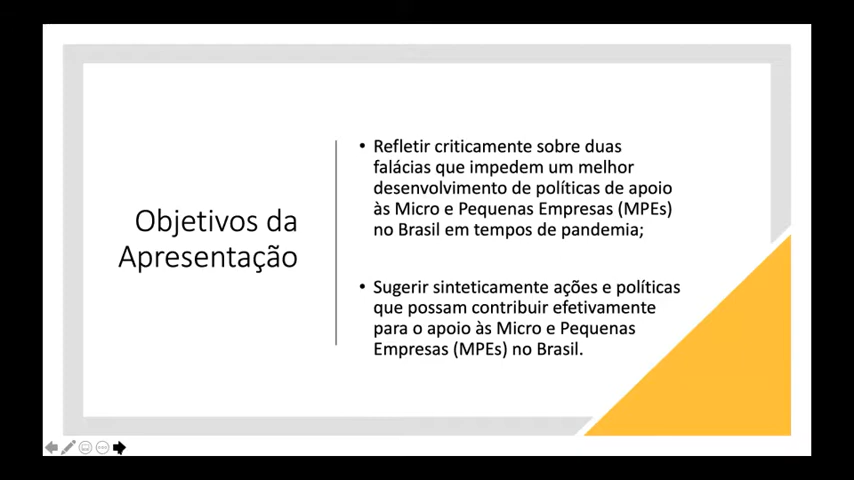 Objetivos da
Apresentação
• Refletir criticamente sobre duas
falácias que impedem um melhor
desenvolvimento de políticas de apoio
às Micro e Pequenas Empresas (MPEs)
no Brasil em tempos de pandemia;
• Sugerir sinteticamente ações e políticas
que possam contribuir efetivamente
para o apoio às Micro e Pequenas
Empresas (MPEs) no Brasil.